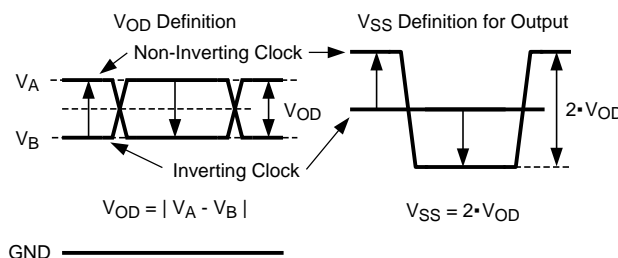 VOD Definition
VSS Definition for Output
Non-Inverting Clock
VA
VOD
2▪VOD
VB
Inverting Clock
VOD = | VA - VB |
VSS = 2▪VOD
GND